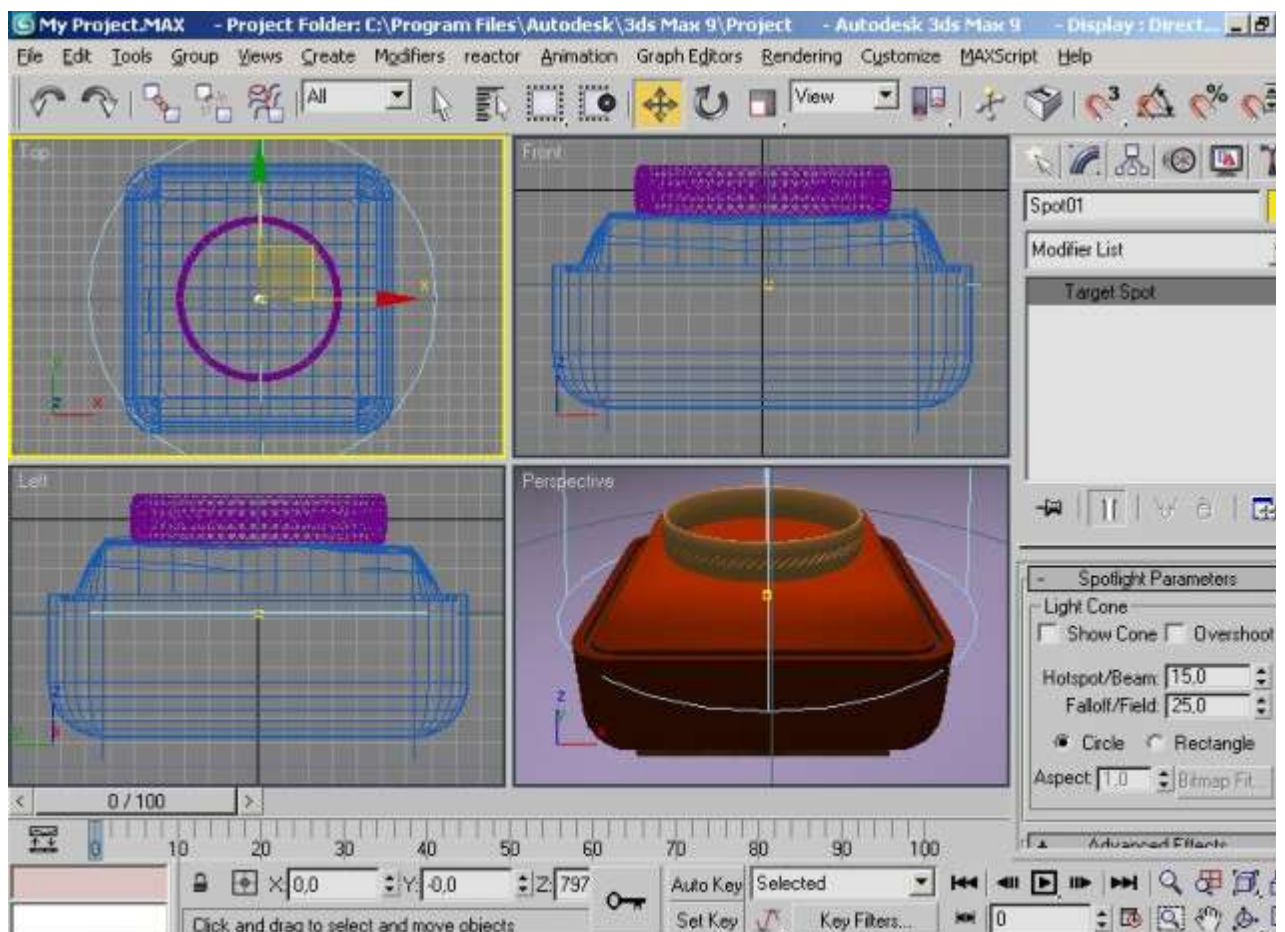 My Project.MAX - Project Folder: C:\Program Files\Autodesk\3ds Max 9\Project - Autodesk 3ds Max 9 - Display : Direct...
File Edit Tools Group Views Create Modifiers reactor Animation Graph Editors Rendering Customize MAXScript Help
All View 3 %
Top Front
Spot01
Modifier List
Target Spot
Left Perspective
- Spotlight Parameters
Light Cone
Show Cone Overshoot
Hotspot/Beam: 15,0
Falloff/Field: 25,0
Circle Rectangle
Aspect: 1,0 Bitmap Fit...
< 0 / 100 >
+ Advanced Effects
0 10 20 30 40 50 60 70 80 90 100
X: 0,0 Y: -0,0 Z: 797 Auto Key Selected
Click and drag to select and move objects Set Key Key Filters... 0